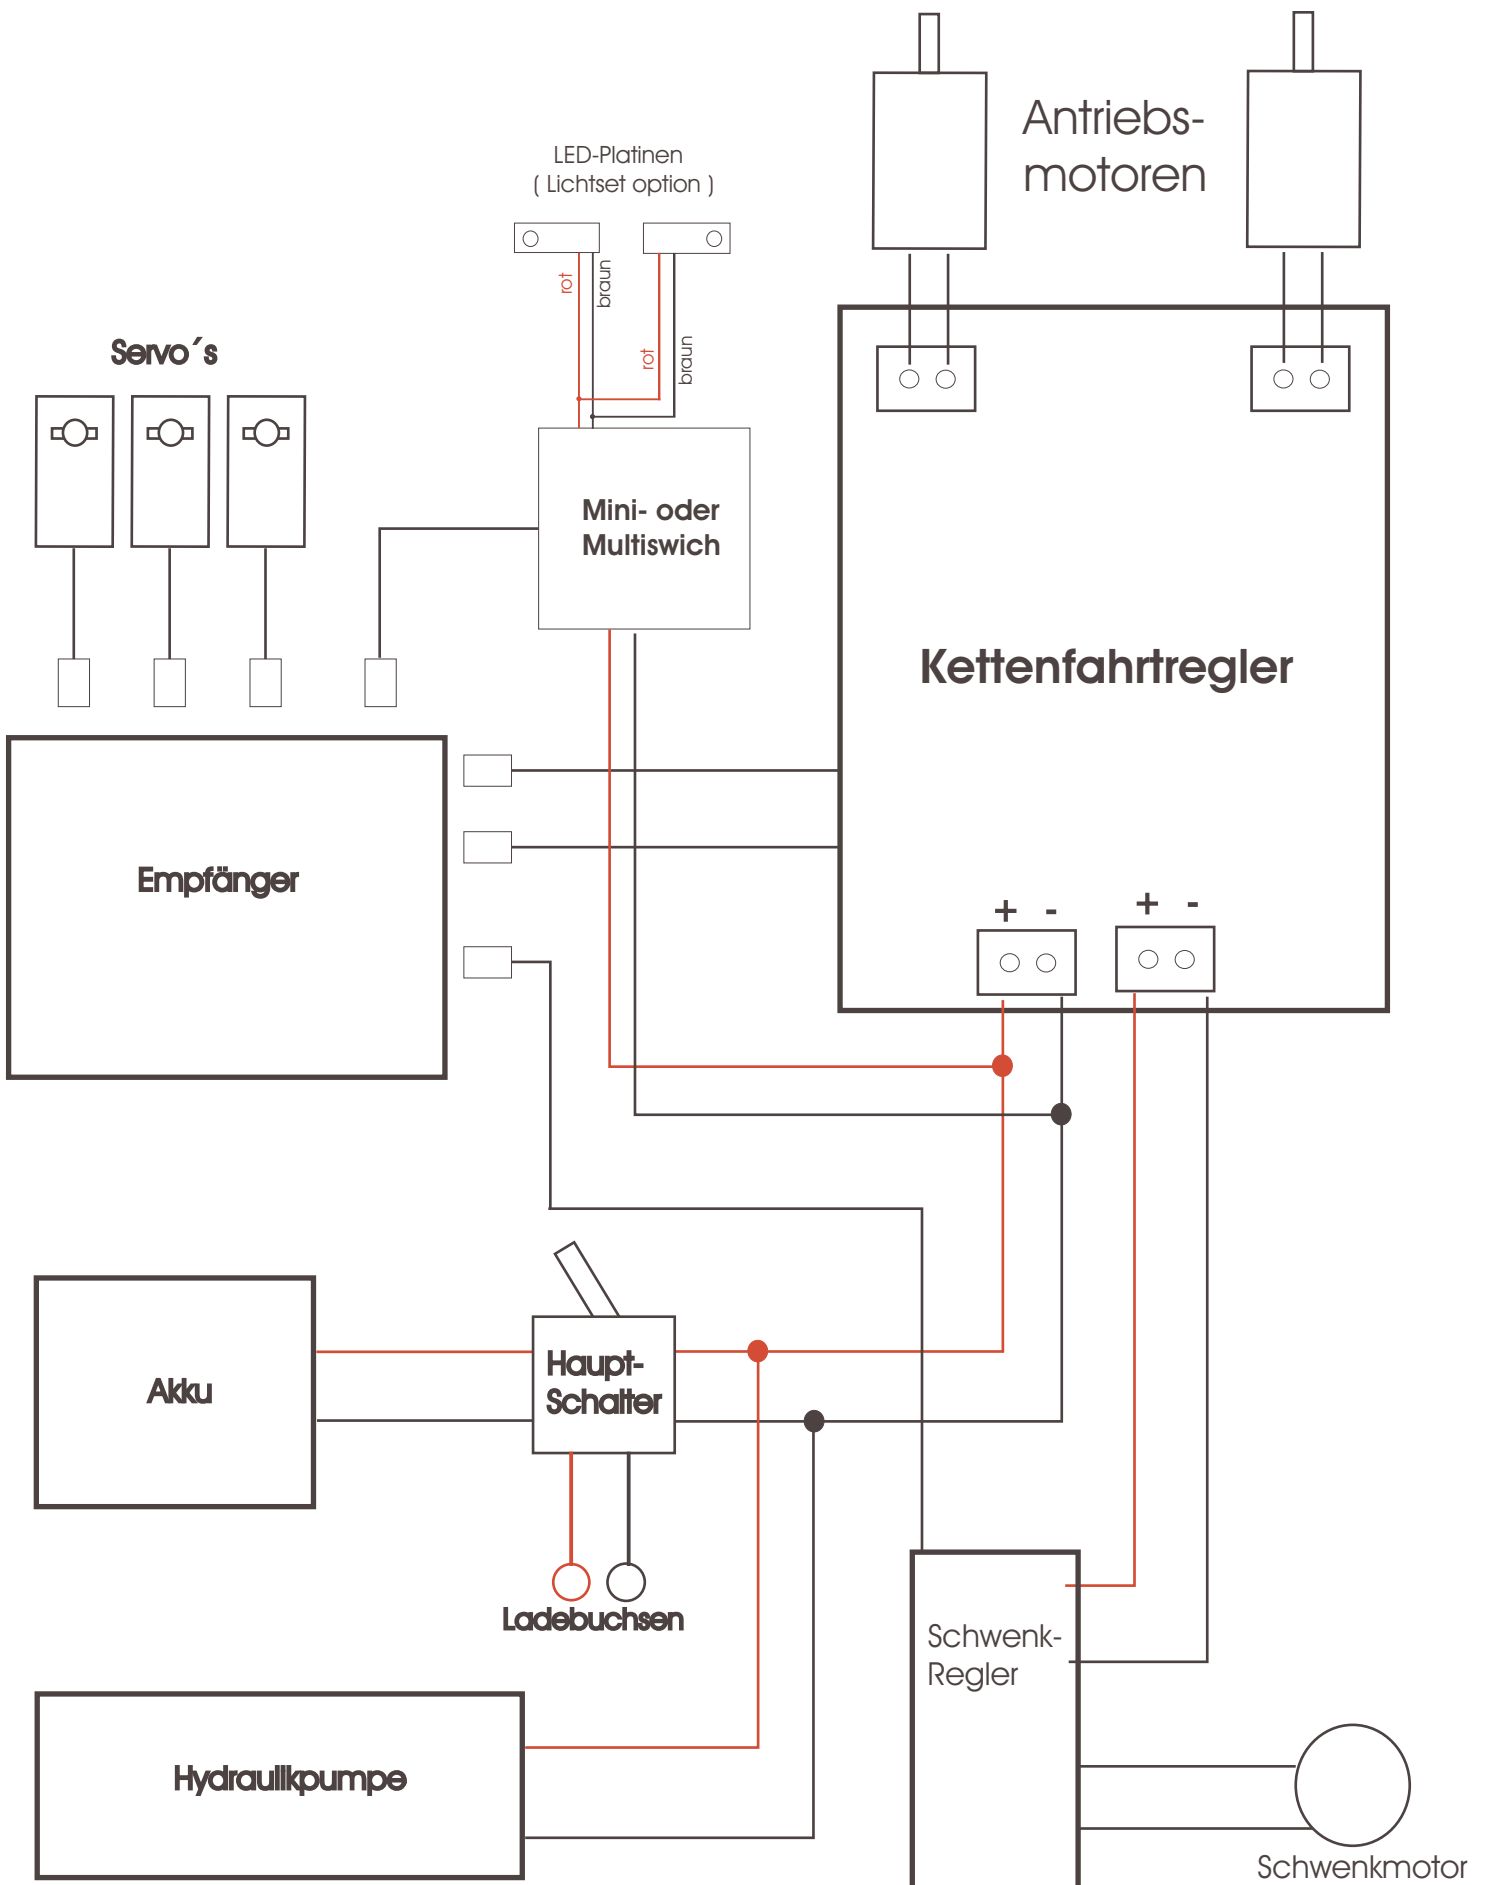 Antriebs-
motoren
LED-Platinen
( Lichtset option )
rot
braun
rot
braun
Servo´s
Mini- oder
Multiswich
Kettenfahrtregler
Empfänger
+ -
+ -
Haupt-
Schalter
Akku
Ladebuchsen
Schwenk-
Regler
Hydraulikpumpe
Schwenkmotor